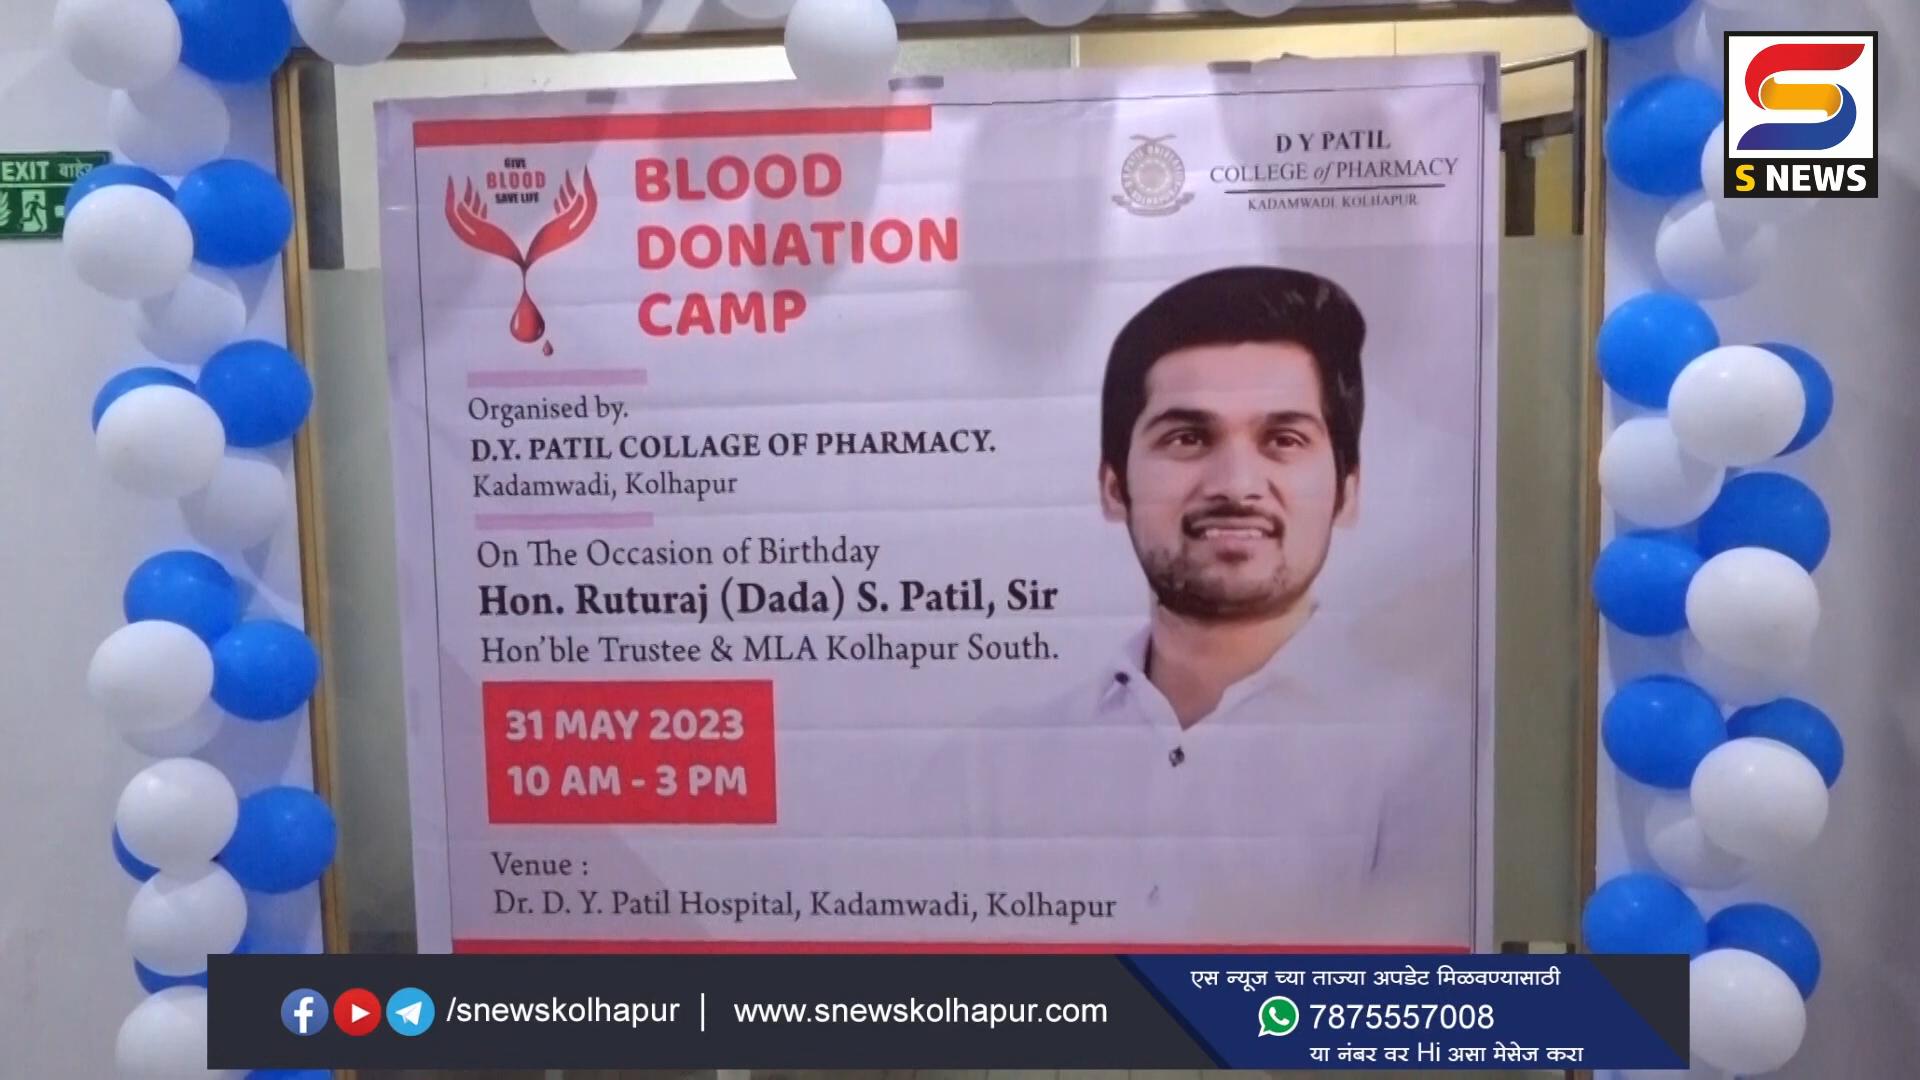 EXIT बाहेर
GIVE
BLOOD
SAVE LIFE
BLOOD
DONATION
CAMP
D Y PATIL
COLLEGE of PHARMACY
KADAMWADI, KOLHAPUR
Organised by.
D.Y. PATIL COLLAGE OF PHARMACY.
Kadamwadi, Kolhapur
On The Occasion of Birthday
Hon. Ruturaj (Dada) S. Patil, Sir
Hon'ble Trustee & MLA Kolhapur South.
31 MAY 2023
10 AM - 3 PM
Venue :
Dr. D. Y. Patil Hospital, Kadamwadi, Kolhapur
S NEWS
/snewskolhapur | www.snewskolhapur.com
एस न्यूज च्या ताज्या अपडेट मिळवण्यासाठी
7875557008
या नंबर वर Hi असा मेसेज करा